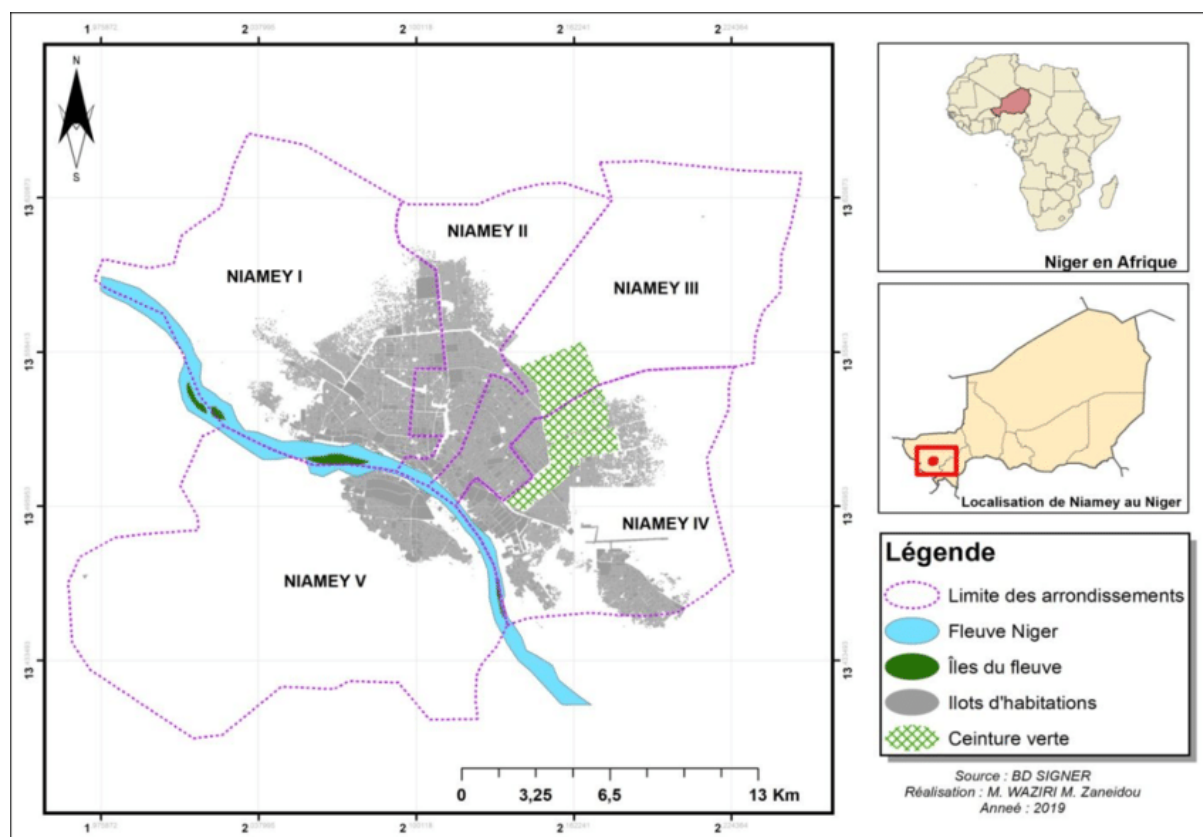 N
S
NIAMEY I
NIAMEY II
NIAMEY III
NIAMEY IV
NIAMEY V
0 3,25 6,5 13 Km
Niger en Afrique
Localisation de Niamey au Niger
Légende
Limite des arrondissements
Fleuve Niger
Îles du fleuve
Ilots d'habitations
Ceinture verte
Source : BD SIGNER
Réalisation : M. WAZIRI M. Zaneidou
Anneé : 2019